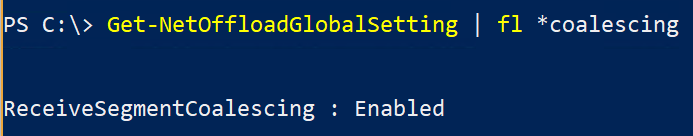 PS C:\> Get-NetOffloadGlobalSetting | fl *coalescing
ReceiveSegmentCoalescing : Enabled